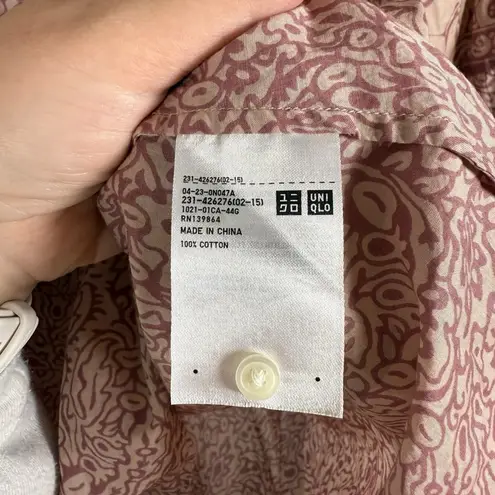 231-426276(02-15)
04-23-0N047A
231-426276(02-15)
1021-01CA-44G
RN139864
MADE IN CHINA
100% COTTON
ユニ
クロ
UNI
QLO